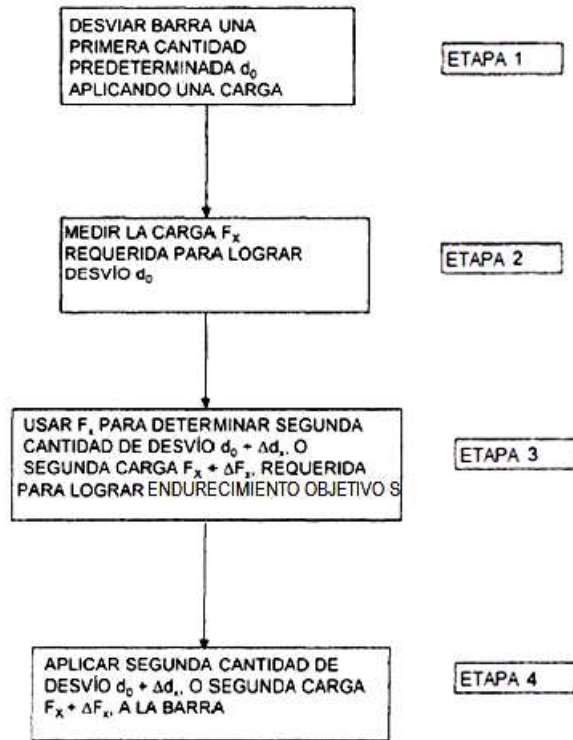 DESVIAR BARRA UNA
PRIMERA CANTIDAD
PREDETERMINADA d₀
APLICANDO UNA CARGA
ETAPA 1
MEDIR LA CARGA Fₓ
REQUERIDA PARA LOGRAR
DESVÍO d₀
ETAPA 2
USAR Fₓ PARA DETERMINAR SEGUNDA
CANTIDAD DE DESVÍO d₀ + Δdₓ, O
SEGUNDA CARGA Fₓ + ΔFₓ, REQUERIDA
PARA LOGRAR ENDURECIMIENTO OBJETIVO S
ETAPA 3
APLICAR SEGUNDA CANTIDAD DE
DESVÍO d₀ + Δdₓ, O SEGUNDA CARGA
Fₓ + ΔFₓ, A LA BARRA
ETAPA 4